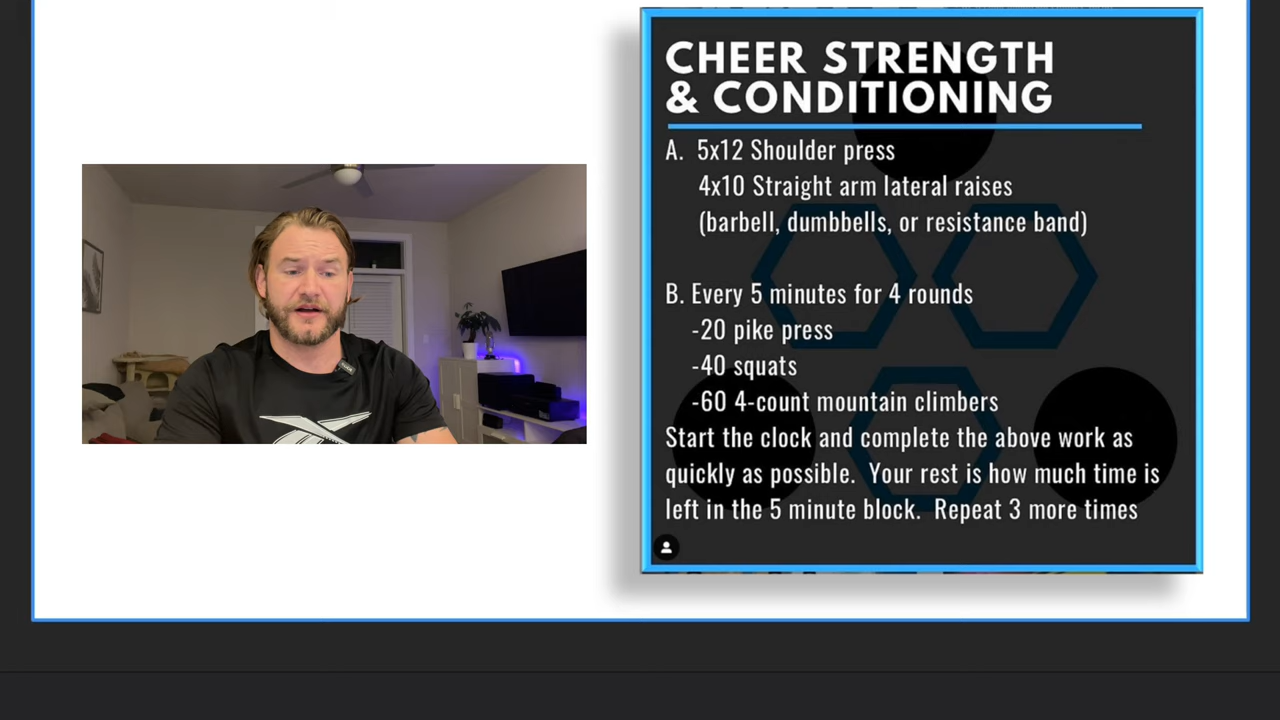 CHEER STRENGTH
& CONDITIONING
A. 5x12 Shoulder press
4x10 Straight arm lateral raises
(barbell, dumbbells, or resistance band)
B. Every 5 minutes for 4 rounds
-20 pike press
-40 squats
-60 4-count mountain climbers
Start the clock and complete the above work as
quickly as possible. Your rest is how much time is
left in the 5 minute block. Repeat 3 more times